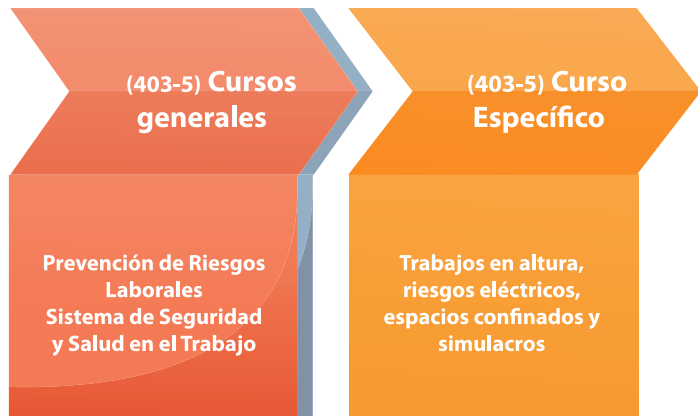 (403-5) Cursos
generales
Prevención de Riesgos
Laborales
Sistema de Seguridad
y Salud en el Trabajo
(403-5) Curso
Específico
Trabajos en altura,
riesgos eléctricos,
espacios confinados y
simulacros